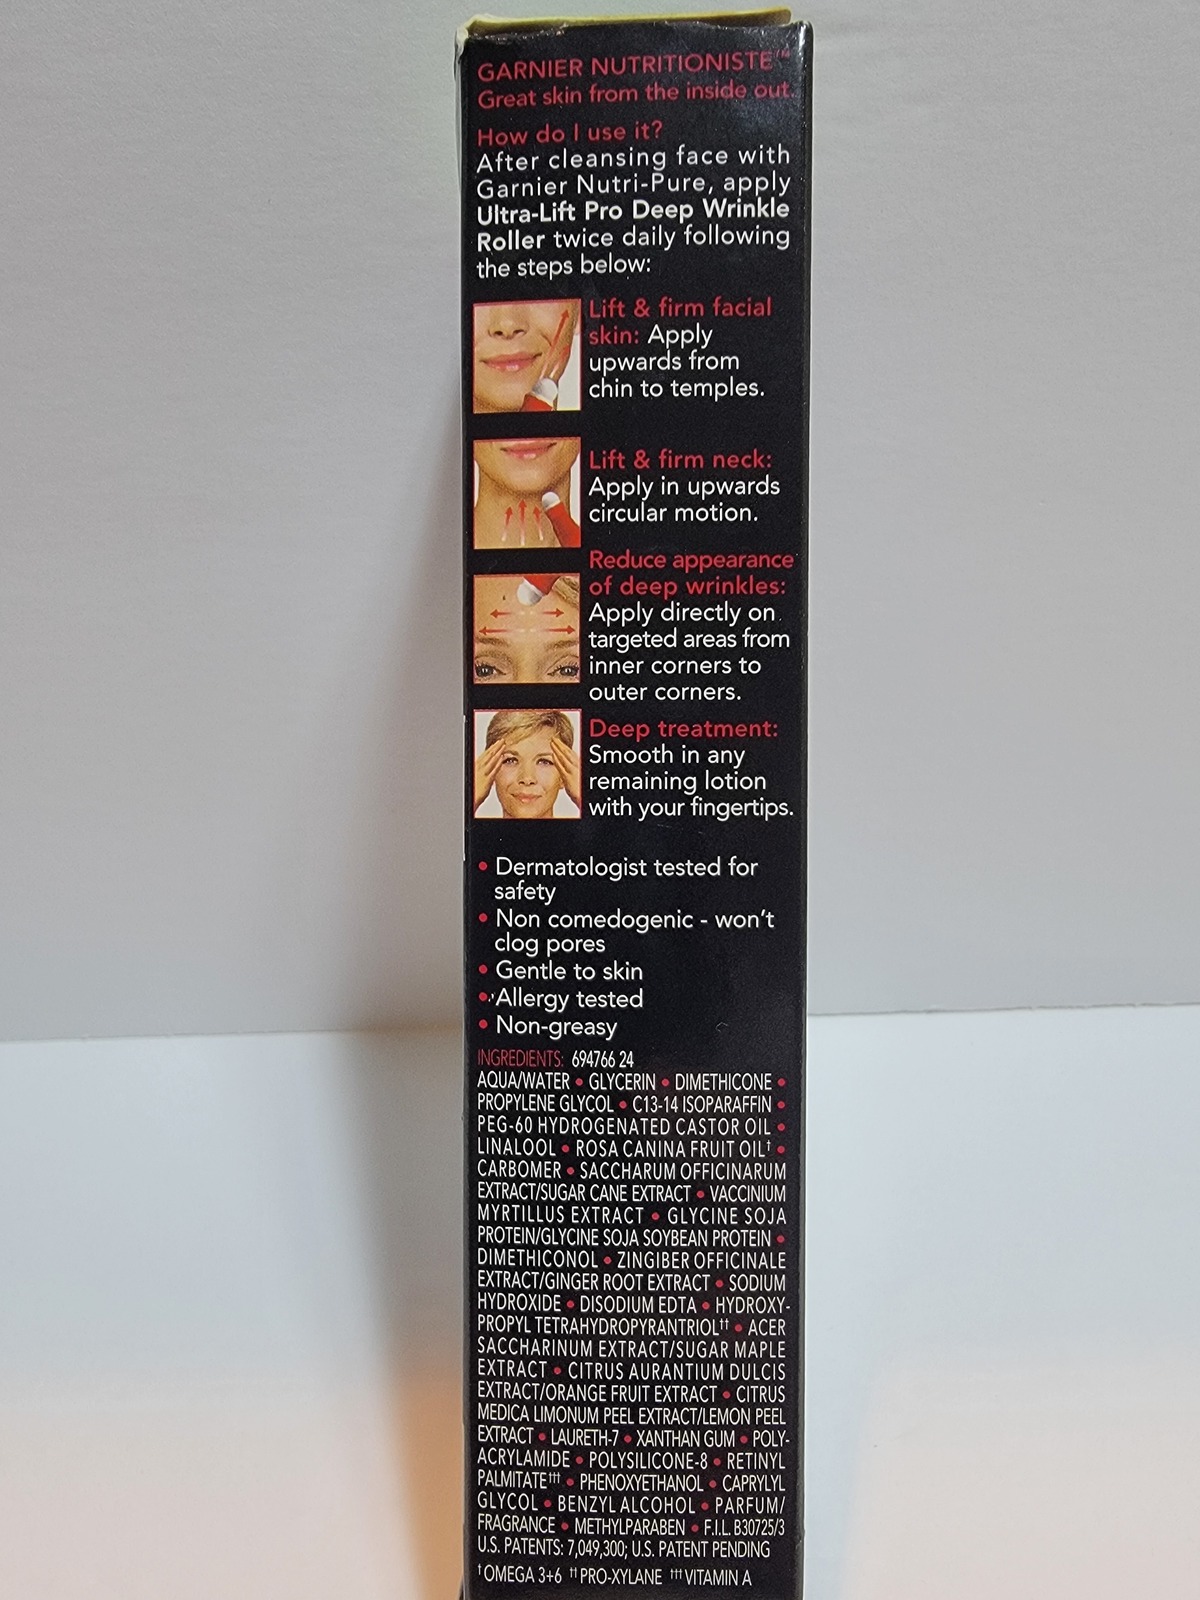 GARNIER NUTRITIONISTE™
Great skin from the inside out.
How do I use it?
After cleansing face with
Garnier Nutri-Pure, apply
Ultra-Lift Pro Deep Wrinkle
Roller twice daily following
the steps below:
Lift & firm facial
skin: Apply
upwards from
chin to temples.
Lift & firm neck:
Apply in upwards
circular motion.
Reduce appearance
of deep wrinkles:
Apply directly on
targeted areas from
inner corners to
outer corners.
Deep treatment:
Smooth in any
remaining lotion
with your fingertips.
• Dermatologist tested for
safety
• Non comedogenic - won't
clog pores
• Gentle to skin
• Allergy tested
• Non-greasy
INGREDIENTS: 694766 24
AQUA/WATER • GLYCERIN • DIMETHICONE •
PROPYLENE GLYCOL • C13-14 ISOPARAFFIN •
PEG-60 HYDROGENATED CASTOR OIL •
LINALOOL • ROSA CANINA FRUIT OIL† •
CARBOMER • SACCHARUM OFFICINARUM
EXTRACT/SUGAR CANE EXTRACT • VACCINIUM
MYRTILLUS EXTRACT • GLYCINE SOJA
PROTEIN/GLYCINE SOJA SOYBEAN PROTEIN •
DIMETHICONOL • ZINGIBER OFFICINALE
EXTRACT/GINGER ROOT EXTRACT • SODIUM
HYDROXIDE • DISODIUM EDTA • HYDROXY-
PROPYL TETRAHYDROPYRANTRIOL†† • ACER
SACCHARINUM EXTRACT/SUGAR MAPLE
EXTRACT • CITRUS AURANTIUM DULCIS
EXTRACT/ORANGE FRUIT EXTRACT • CITRUS
MEDICA LIMONUM PEEL EXTRACT/LEMON PEEL
EXTRACT • LAURETH-7 • XANTHAN GUM • POLY-
ACRYLAMIDE • POLYSILICONE-8 • RETINYL
PALMITATE††† • PHENOXYETHANOL • CAPRYLYL
GLYCOL • BENZYL ALCOHOL • PARFUM/
FRAGRANCE • METHYLPARABEN • F.I.L. B30725/3
U.S. PATENTS: 7,049,300; U.S. PATENT PENDING
†OMEGA 3+6 ††PRO-XYLANE †††VITAMIN A